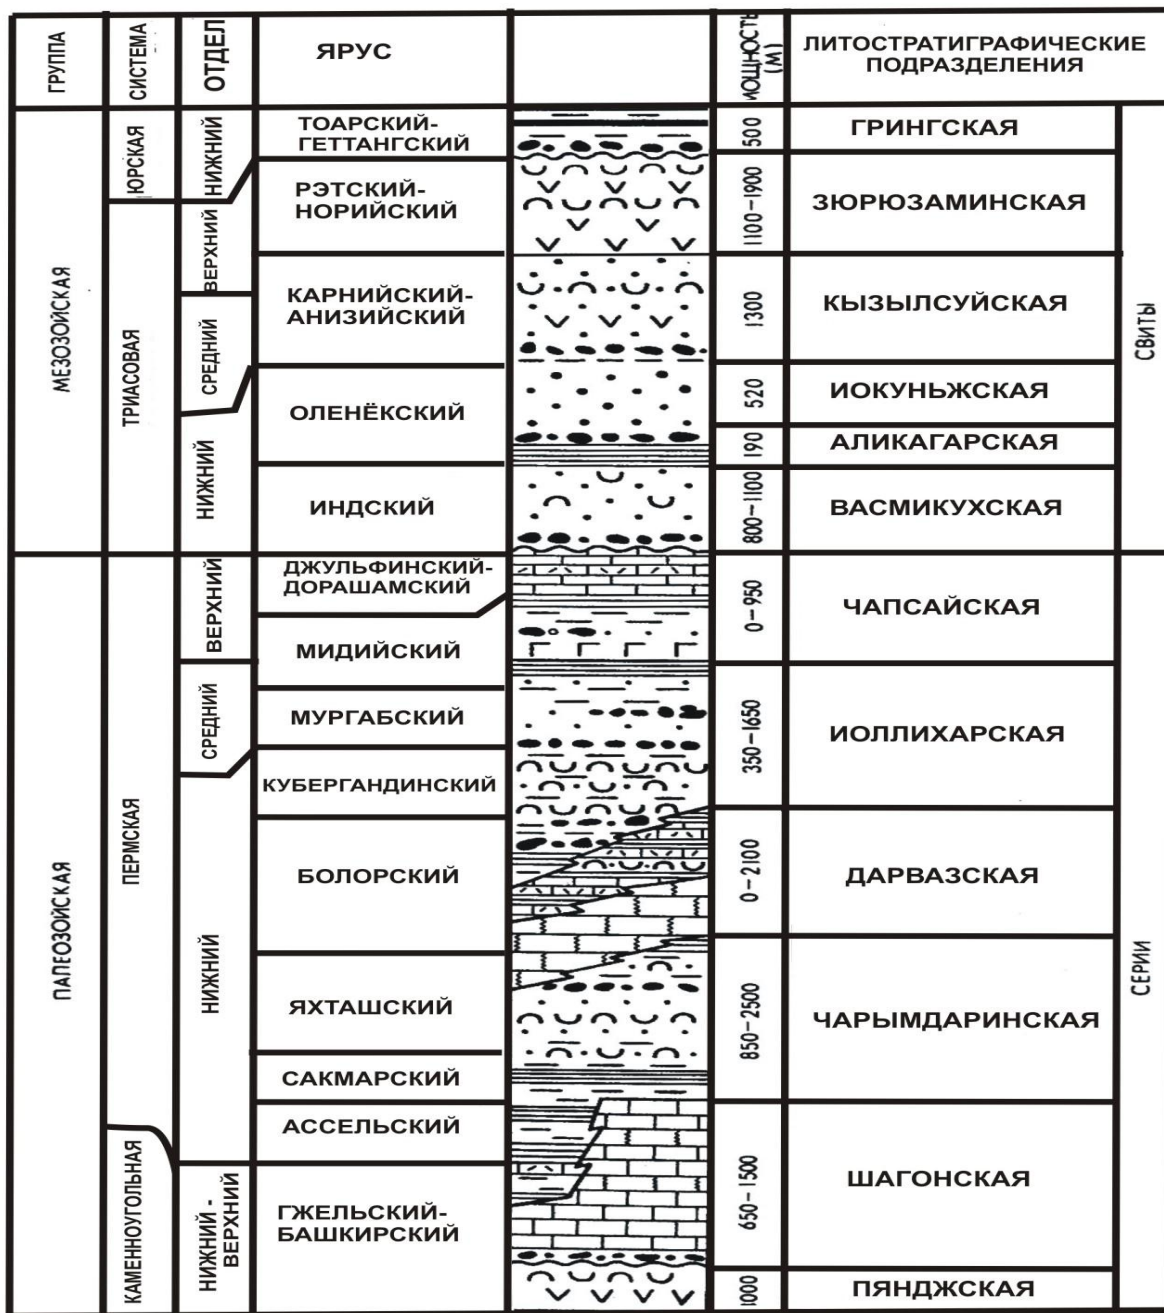 ГРУППА
СИСТЕМА
ОТДЕЛ
ЯРУС
МОЩНОСТЬ
(М)
ЛИТОСТРАТИГРАФИЧЕСКИЕ
ПОДРАЗДЕЛЕНИЯ
МЕЗОЗОЙСКАЯ
ЮРСКАЯ
НИЖНИЙ
ТОАРСКИЙ-
ГЕТТАНГСКИЙ
500
ГРИНГСКАЯ
СВИТЫ
ТРИАСОВАЯ
ВЕРХНИЙ
РЭТСКИЙ-
НОРИЙСКИЙ
1100-1900
ЗЮРЮЗАМИНСКАЯ
СРЕДНИЙ
КАРНИЙСКИЙ-
АНИЗИЙСКИЙ
1300
КЫЗЫЛСУЙСКАЯ
НИЖНИЙ
ОЛЕНЁКСКИЙ
520
ИОКУНЬЖСКАЯ
190
АЛИКАГАРСКАЯ
ИНДСКИЙ
800-1100
ВАСМИКУХСКАЯ
ПАЛЕОЗОЙСКАЯ
ПЕРМСКАЯ
ВЕРХНИЙ
ДЖУЛЬФИНСКИЙ-
ДОРАШАМСКИЙ
0-950
ЧАПСАЙСКАЯ
СЕРИИ
МИДИЙСКИЙ
СРЕДНИЙ
МУРГАБСКИЙ
350-1650
ИОЛЛИХАРСКАЯ
КУБЕРГАНДИНСКИЙ
НИЖНИЙ
БОЛОРСКИЙ
0-2100
ДАРВАЗСКАЯ
ЯХТАШСКИЙ
850-2500
ЧАРЫМДАРИНСКАЯ
САКМАРСКИЙ
АССЕЛЬСКИЙ
650-1500
ШАГОНСКАЯ
КАМЕННОУГОЛЬНАЯ
НИЖНИЙ -
ВЕРХНИЙ
ГЖЕЛЬСКИЙ-
БАШКИРСКИЙ
1000
ПЯНДЖСКАЯ